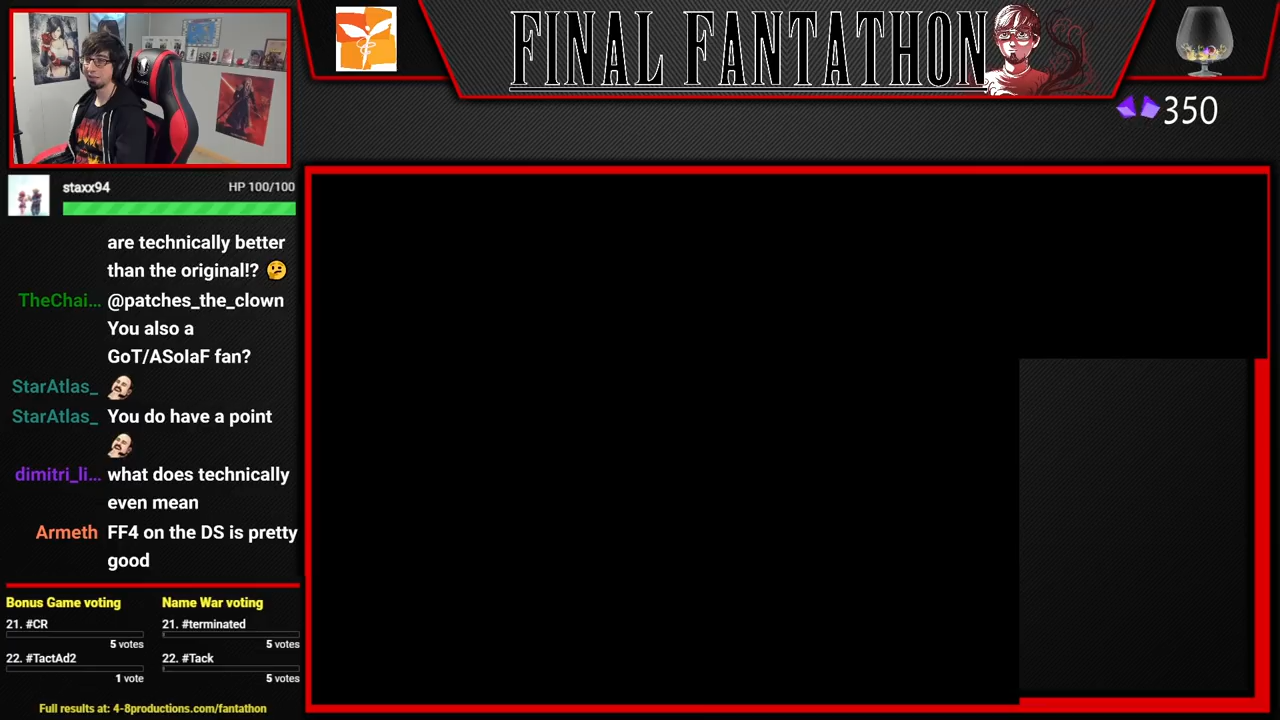 FINAL FANTATHON
350
staxx94
HP 100/100
are technically better
than the original!? 🤔
TheChai... @patches_the_clown
You also a
GoT/ASoIaF fan?
StarAtlas_
StarAtlas_ You do have a point
dimitri_li... what does technically
even mean
Armeth FF4 on the DS is pretty
good
Bonus Game voting
21. #CR
5 votes
22. #TactAd2
1 vote
Name War voting
21. #terminated
5 votes
22. #Tack
5 votes
Full results at: 4-8productions.com/fantathon